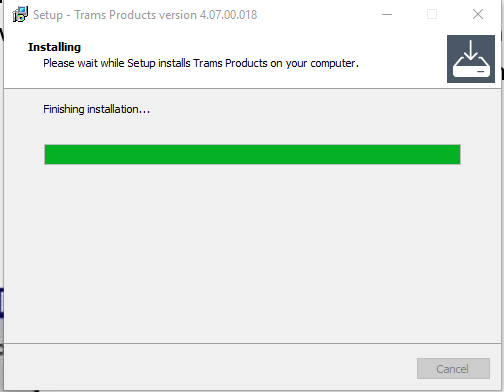 Setup - Trams Products version 4.07.00.018
Installing
Please wait while Setup installs Trams Products on your computer.
Finishing installation...
Cancel